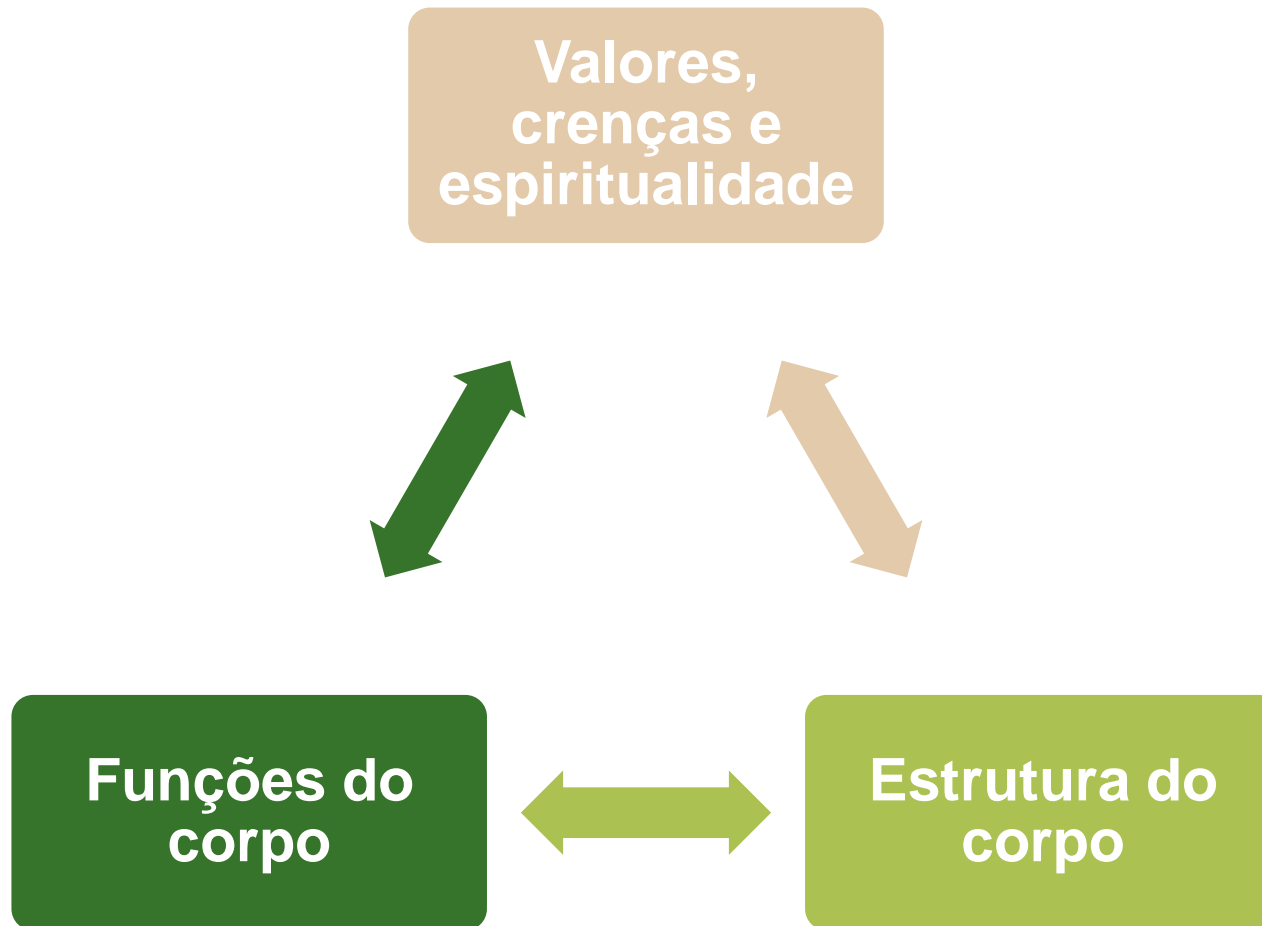 Valores,
crenças e
espiritualidade
Funções do
corpo
Estrutura do
corpo